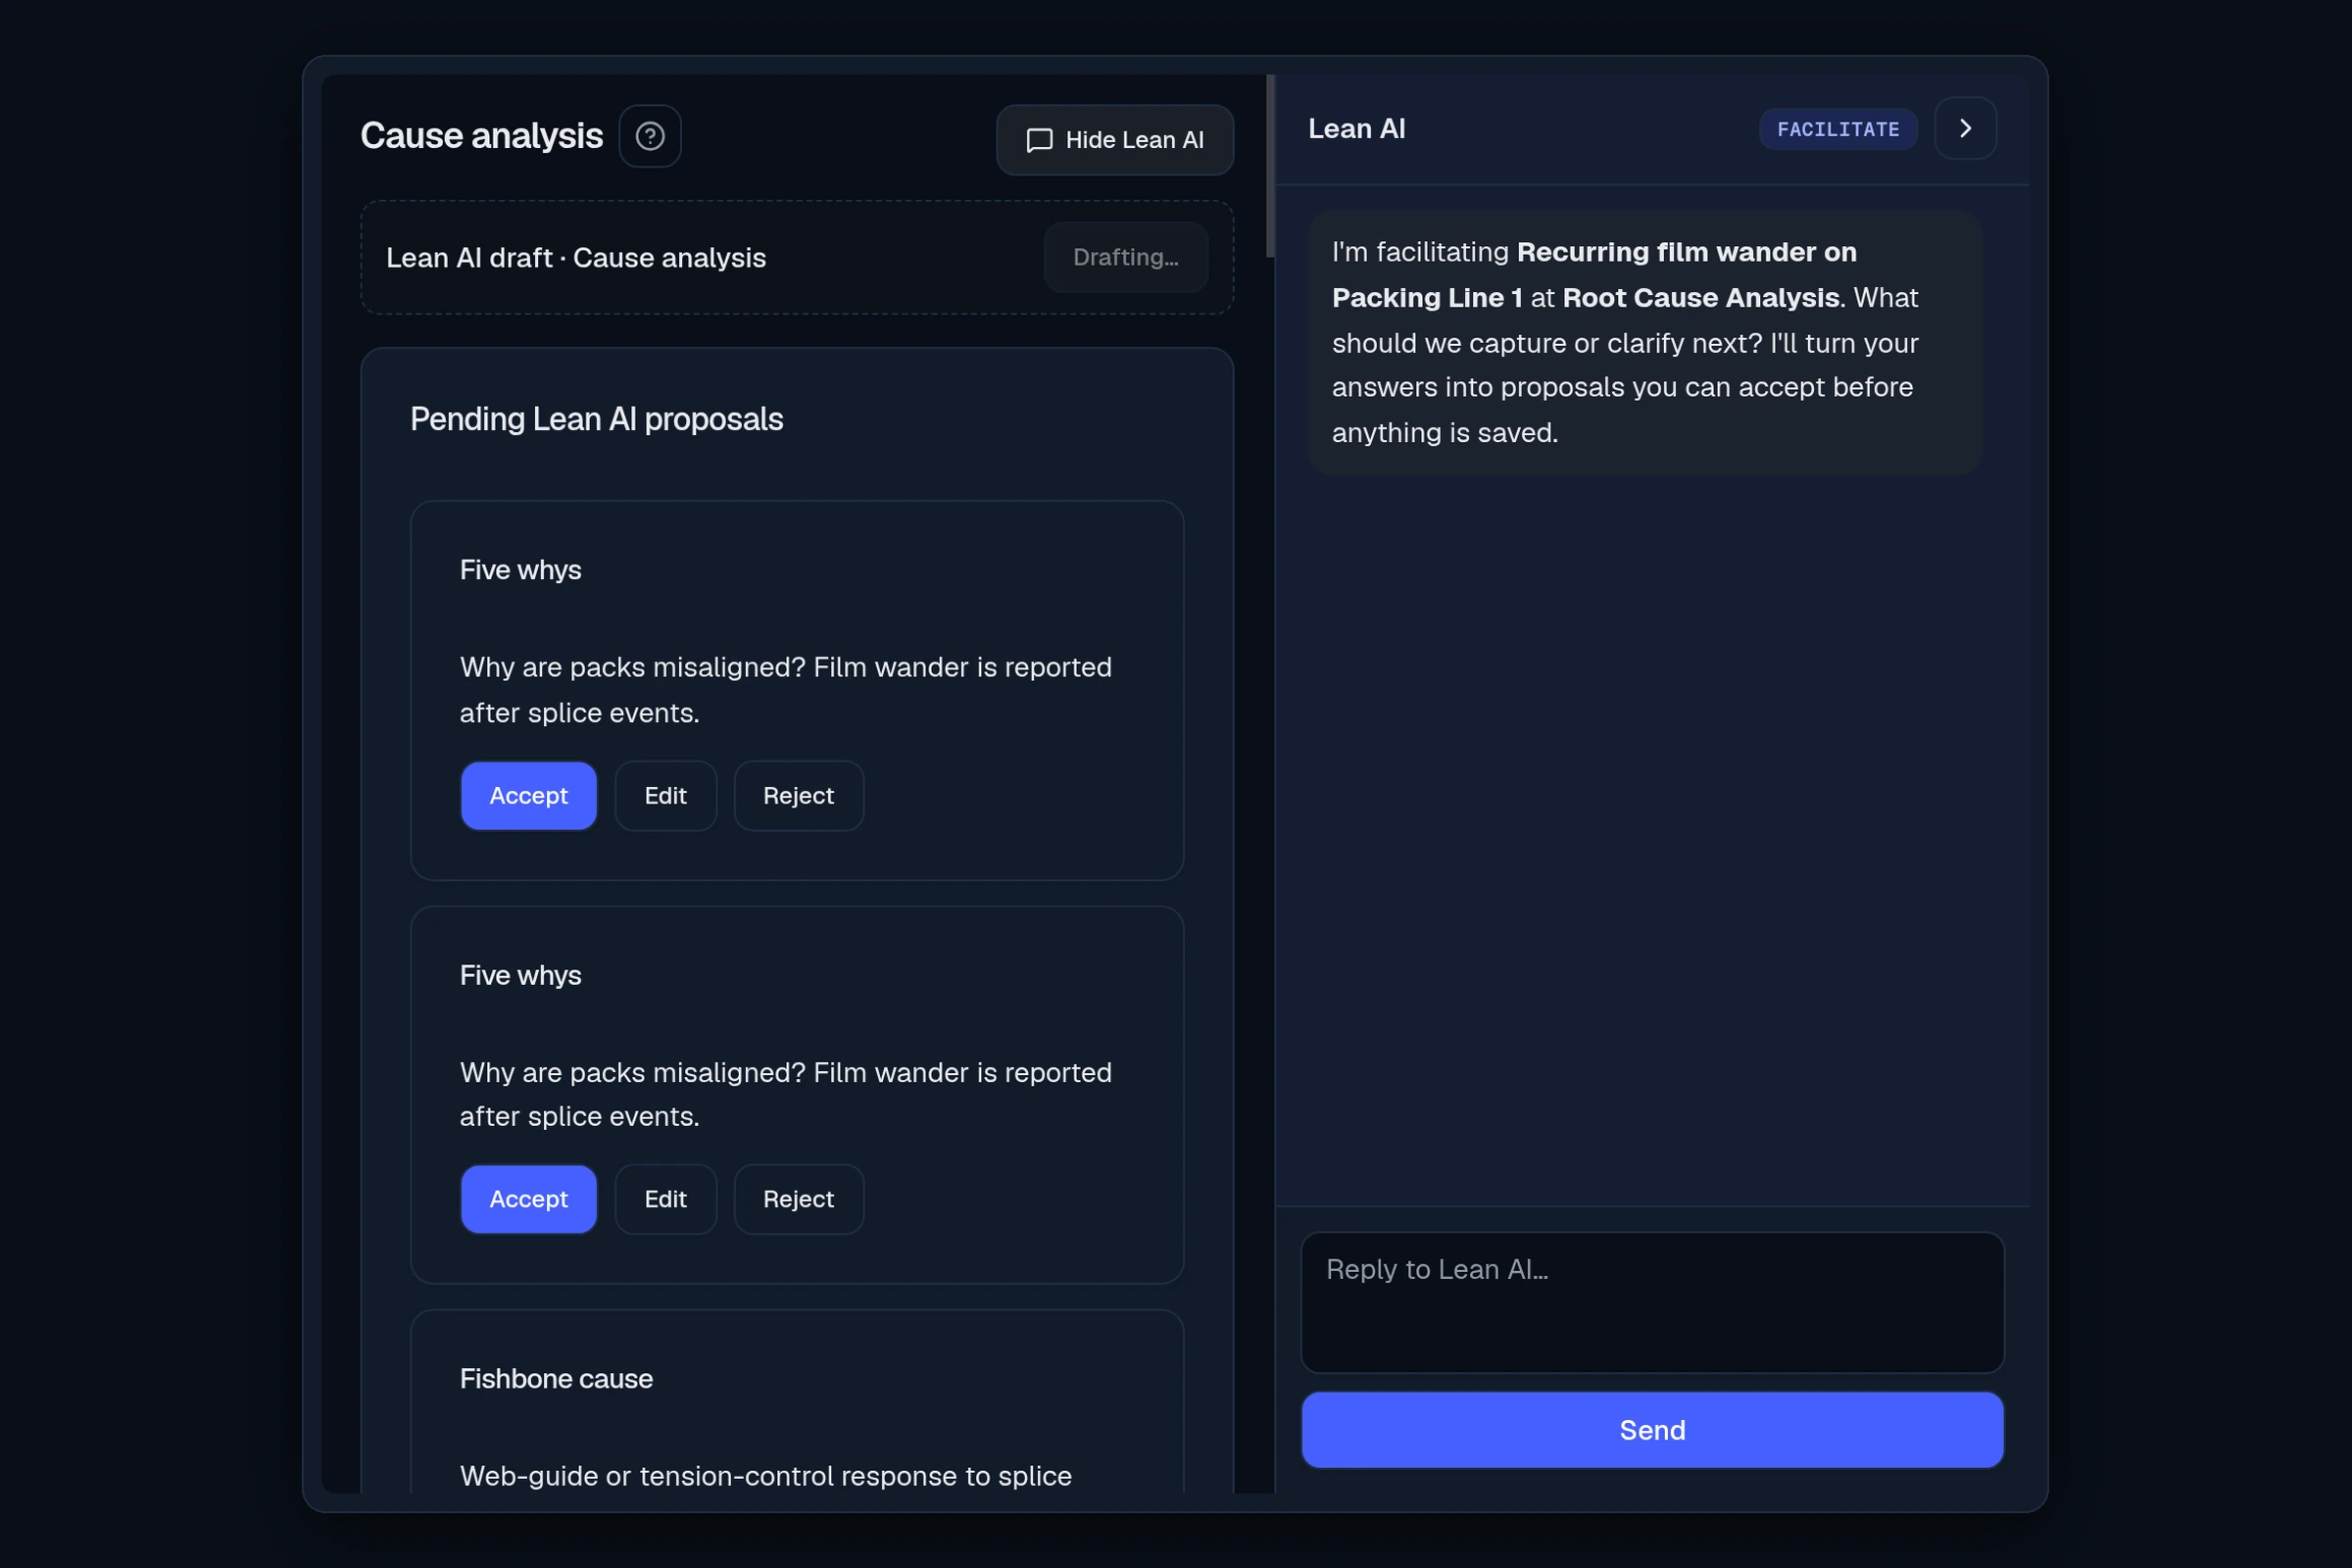 Cause analysis
Hide Lean AI
Lean AI draft · Cause analysis
Drafting...
Pending Lean AI proposals
Five whys
Why are packs misaligned? Film wander is reported
after splice events.
Accept
Edit
Reject
Five whys
Why are packs misaligned? Film wander is reported
after splice events.
Accept
Edit
Reject
Fishbone cause
Web-guide or tension-control response to splice
Lean AI
FACILITATE
I'm facilitating Recurring film wander on
Packing Line 1 at Root Cause Analysis. What
should we capture or clarify next? I'll turn your
answers into proposals you can accept before
anything is saved.
Reply to Lean AI...
Send